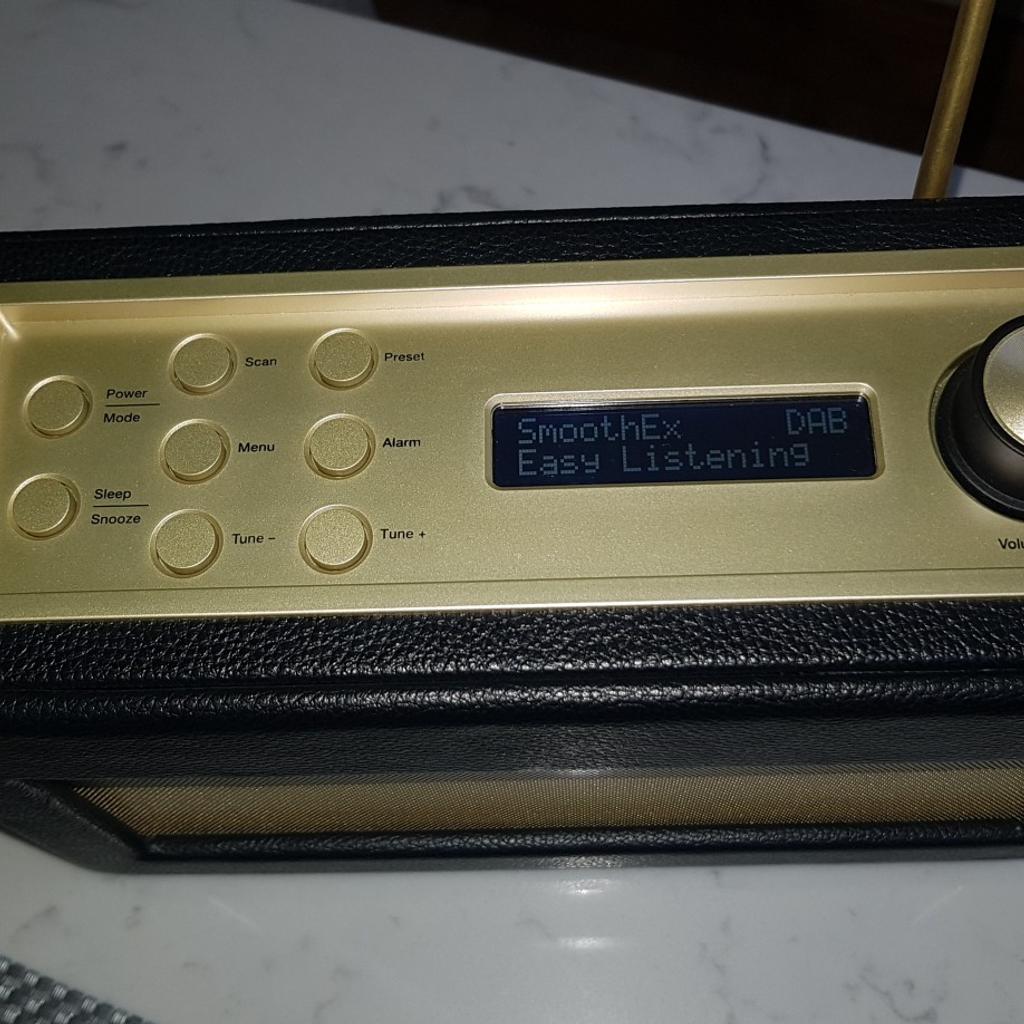 Scan
Preset
Power
Mode
Menu
Alarm
Sleep
Snooze
Tune –
Tune +
SmoothEx DAB
Easy Listening